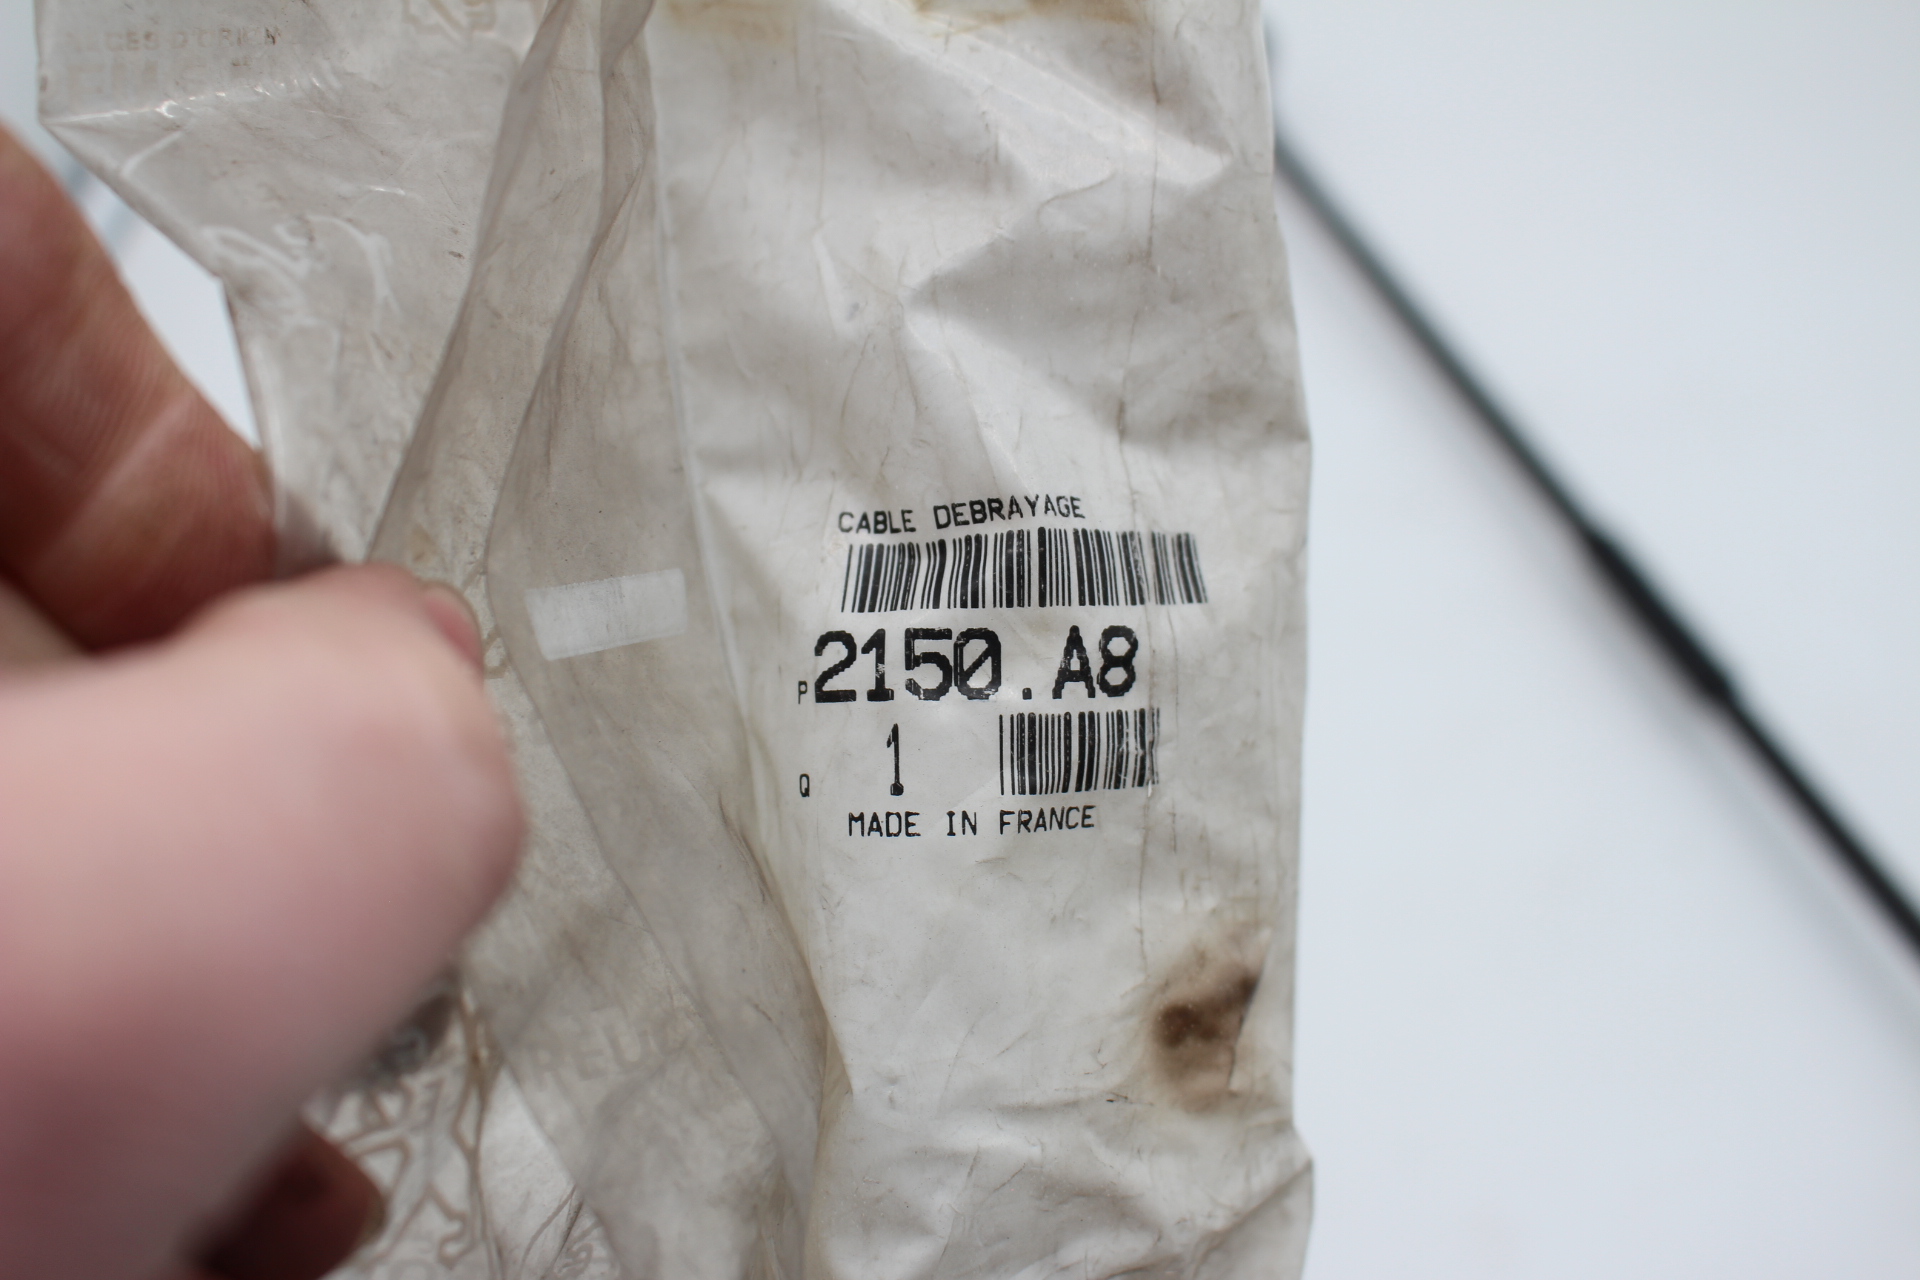 CABLE DEBRAYAGE
P 2150.A8
Q 1
MADE IN FRANCE